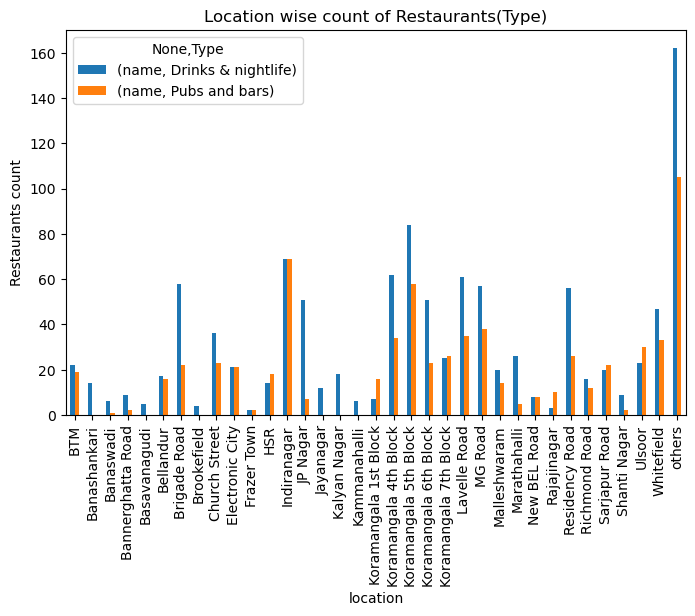 Location wise count of Restaurants(Type)
None,Type
(name, Drinks & nightlife)
(name, Pubs and bars)
Restaurants count
160
140
120
100
80
60
40
20
0
BTM
Banashankari
Banaswadi
Bannerghatta Road
Basavanagudi
Bellandur
Brigade Road
Brookefield
Church Street
Electronic City
Frazer Town
HSR
Indiranagar
JP Nagar
Jayanagar
Kalyan Nagar
Kammanahalli
Koramangala 1st Block
Koramangala 4th Block
Koramangala 5th Block
Koramangala 6th Block
Koramangala 7th Block
Lavelle Road
MG Road
Malleshwaram
Marathahalli
New BEL Road
Rajajinagar
Residency Road
Richmond Road
Sarjapur Road
Shanti Nagar
Ulsoor
Whitefield
others
location